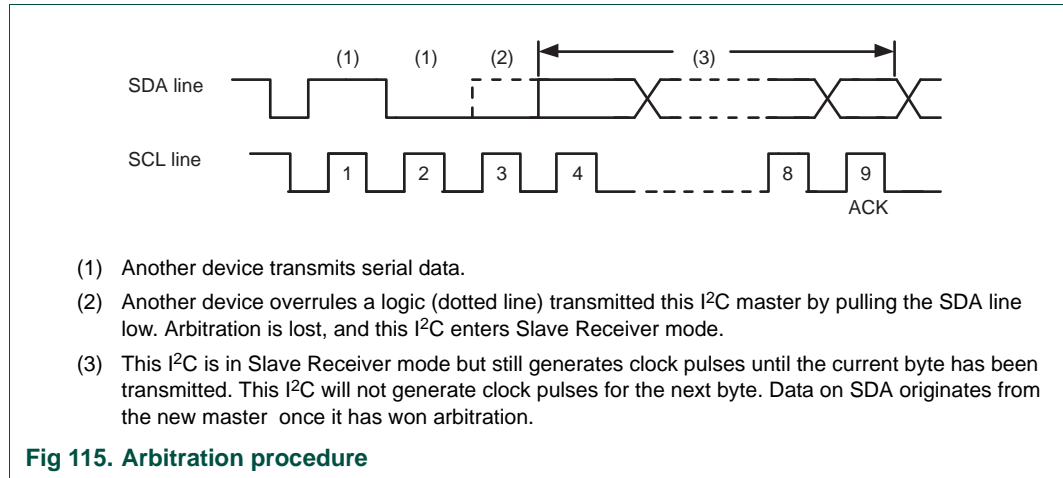 (1) (1) (2) (3)
SDA line
SCL line
1 2 3 4 8 9
ACK
(1) Another device transmits serial data.
(2) Another device overrules a logic (dotted line) transmitted this I2C master by pulling the SDA line
low. Arbitration is lost, and this I2C enters Slave Receiver mode.
(3) This I2C is in Slave Receiver mode but still generates clock pulses until the current byte has been
transmitted. This I2C will not generate clock pulses for the next byte. Data on SDA originates from
the new master once it has won arbitration.
Fig 115. Arbitration procedure